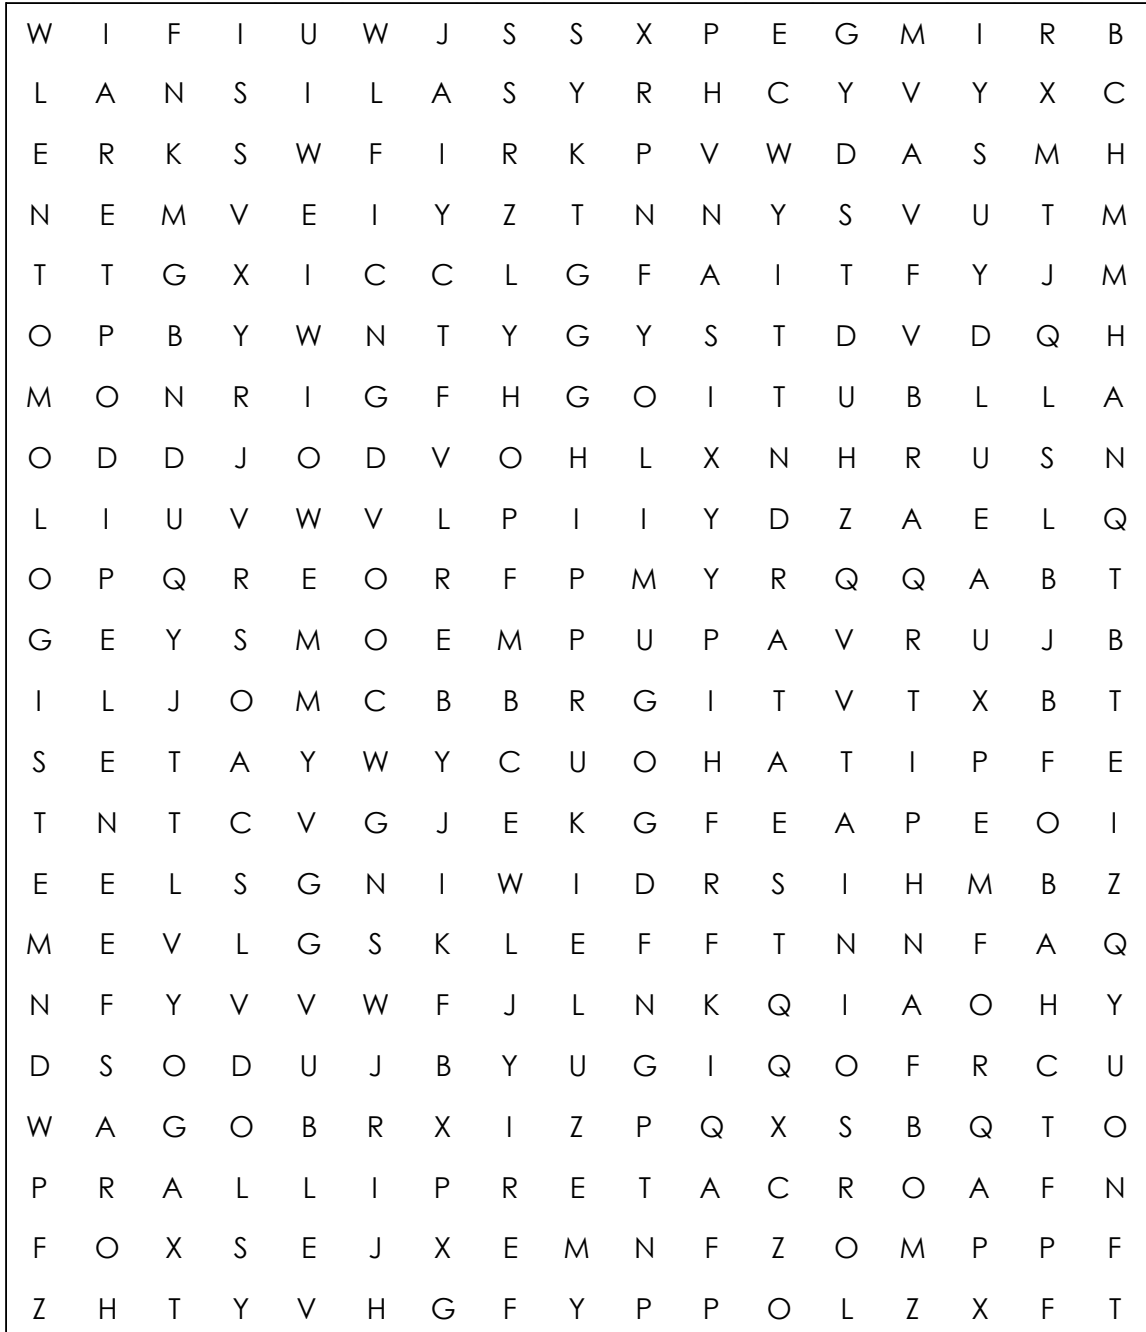 W I F I U W J S S X P E G M I R B
L A N S I L A S Y R H C Y V Y X C
E R K S W F I R K P V W D A S M H
N E M V E I Y Z T N N Y S V U T M
T T G X I C C L G F A I T F Y J M
O P B Y W N T Y G Y S T D V D Q H
M O N R I G F H G O I T U B L L A
O D D J O D V O H L X N H R U S N
L I U V W V L P I I Y D Z A E L Q
O P Q R E O R F P M Y R Q Q A B T
G E Y S M O E M P U P A V R U J B
I L J O M C B B R G I T V T X B T
S E T A Y W Y C U O H A T I P F E
T N T C V G J E K G F E A P E O I
E E L S G N I W I D R S I H M B Z
M E V L G S K L E F F T N N F A Q
N F Y V V W F J L N K Q I A O H Y
D S O D U J B Y U G I Q O F R C U
W A G O B R X I Z P Q X S B Q T O
P R A L L I P R E T A C R O A F N
F O X S E J X E M N F Z O M P P F
Z H T Y V H G F Y P P O L Z X F T